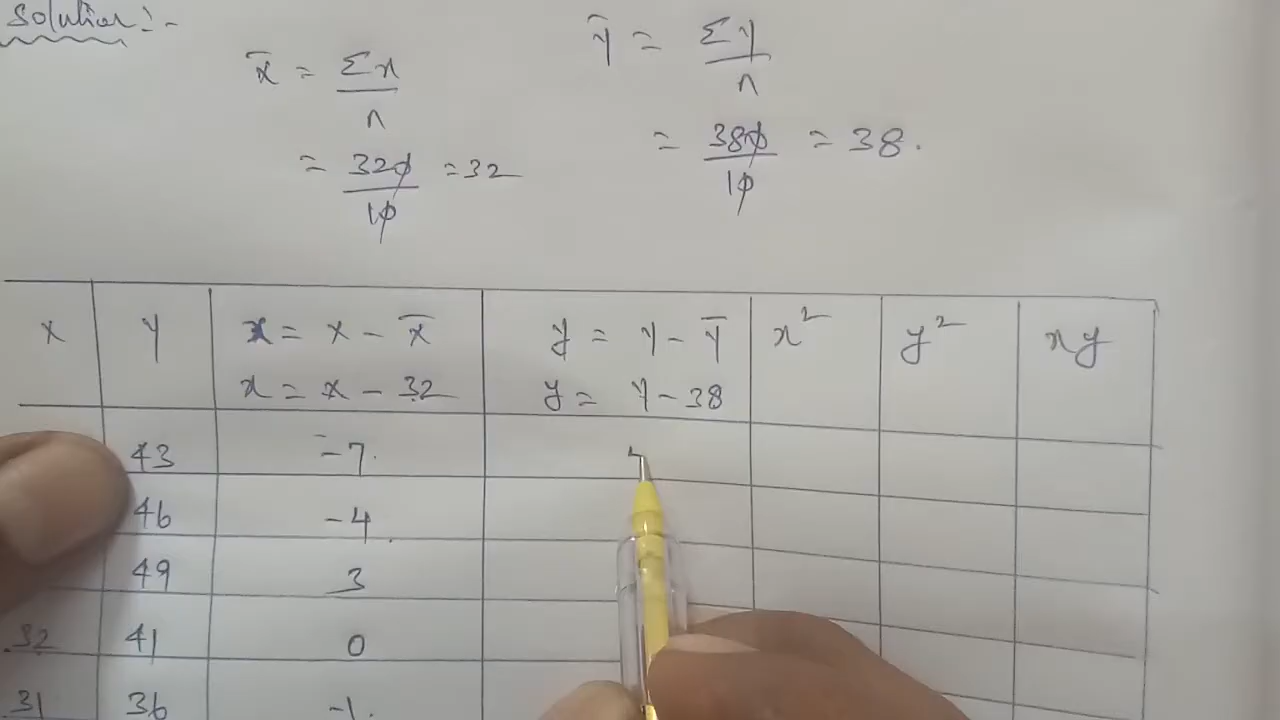 Solution:-
x̄ = Σx / n
= 320 / 10 = 32
ȳ = Σy / n
= 380 / 10 = 38.
x | y | x = x - x̄ | y = y - ȳ | x² | y² | xy
x = x - 32 | y = y - 38
43 | -7.
46 | -4.
49 | 3
32 | 41 | 0
31 | 36 | -1.